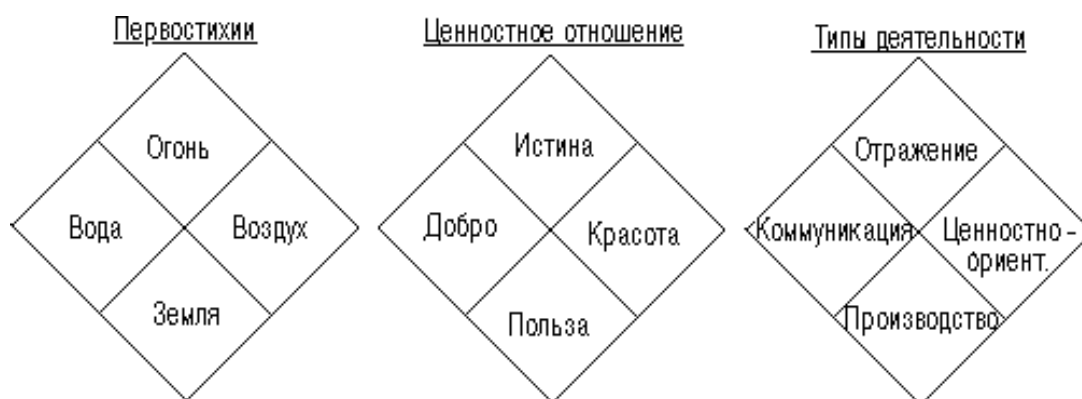 Первостихии
Огонь
Вода
Воздух
Земля
Ценностное отношение
Истина
Добро
Красота
Польза
Типы деятельности
Отражение
Коммуникация
Ценностно-
ориент.
Производство